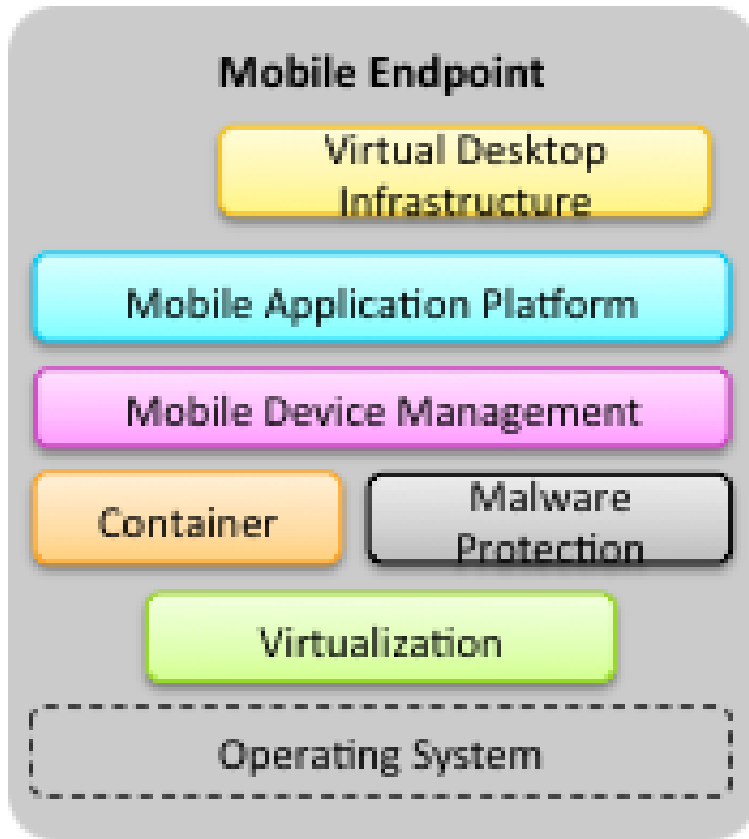 Mobile Endpoint
Virtual Desktop
Infrastructure
Mobile Application Platform
Mobile Device Management
Container
Malware
Protection
Virtualization
Operating System